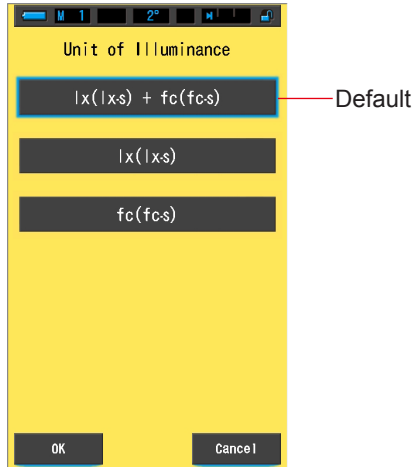 M 1 2°
Unit of Illuminance
lx(lx·s) + fc(fc·s)
Default
lx(lx·s)
fc(fc·s)
OK Cancel